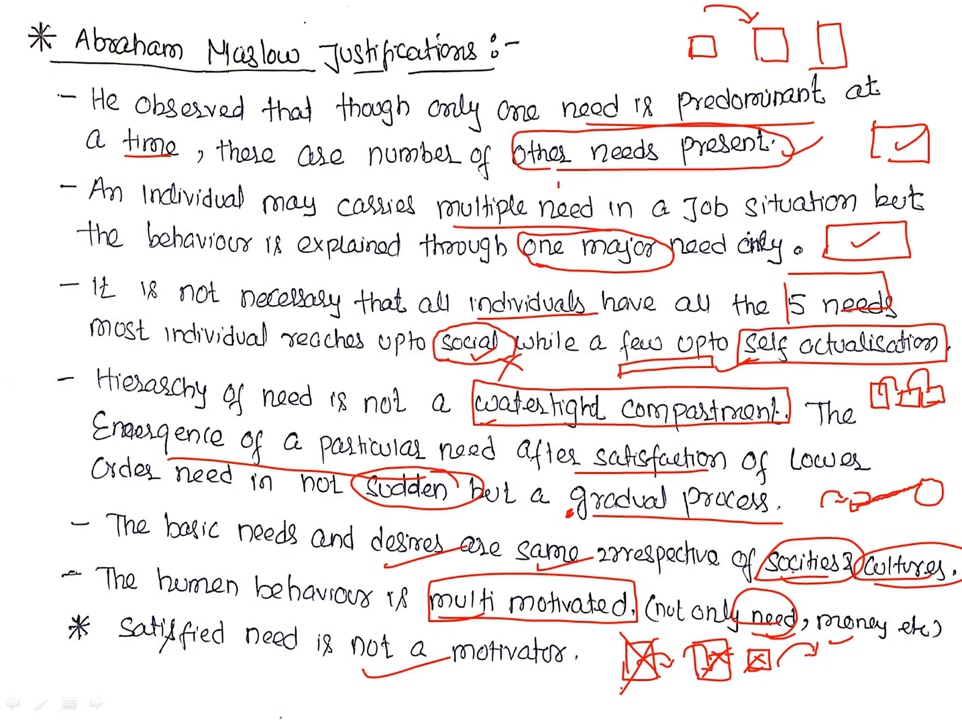 * Abraham Maslow Justifications :-
- He observed that though only one need is predominant at
a time, there are number of other needs present.
- An individual may carries multiple need in a Job situation but
the behaviour is explained through one major need only.
- It is not necessary that all individuals have all the 5 needs
most individual reaches upto social while a few upto self actualisation.
- Hierarchy of need is not a watertight compartment. The
Emergence of a particular need after satisfaction of lower
order need in not sudden but a gradual process.
- The basic needs and desires are same irrespective of socities & cultures.
- The human behaviour is multi motivated. (not only need, money etc)
* Satisfied need is not a motivator.